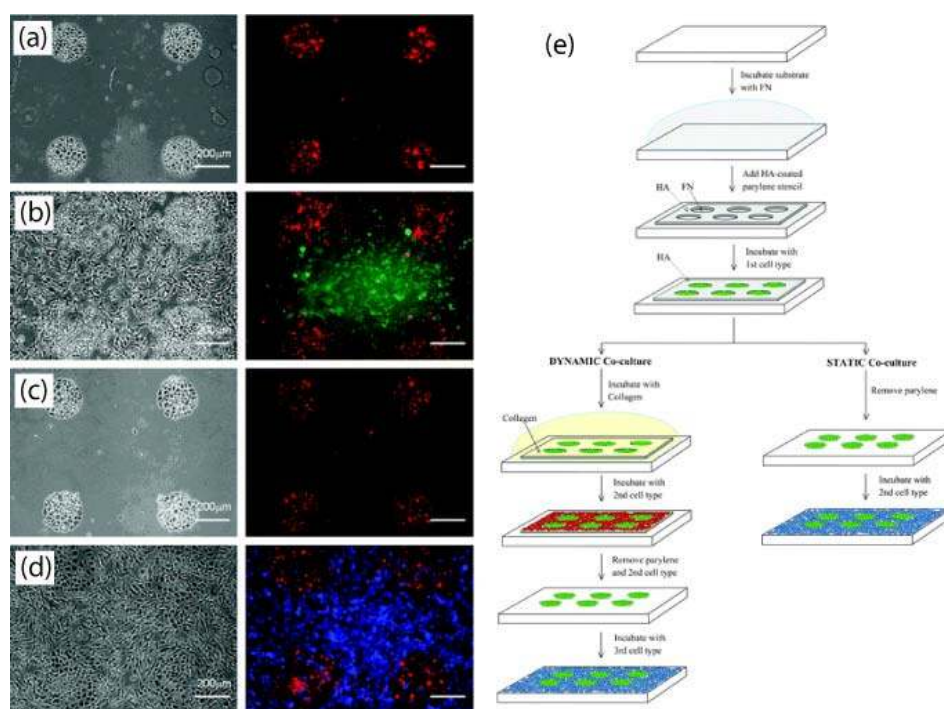 (a)
200µm
(b)
200µm
(c)
200µm
(d)
200µm
(e)
Incubate substrate
with FN
Add HA-coated
parylene stencil
HA FN
Incubate with
1st cell type
HA
DYNAMIC Co-culture
STATIC Co-culture
Incubate with
Collagen
Remove parylene
Collagen
Incubate with
2nd cell type
Incubate with
2nd cell type
Remove parylene
and 2nd cell type
Incubate with
3rd cell type